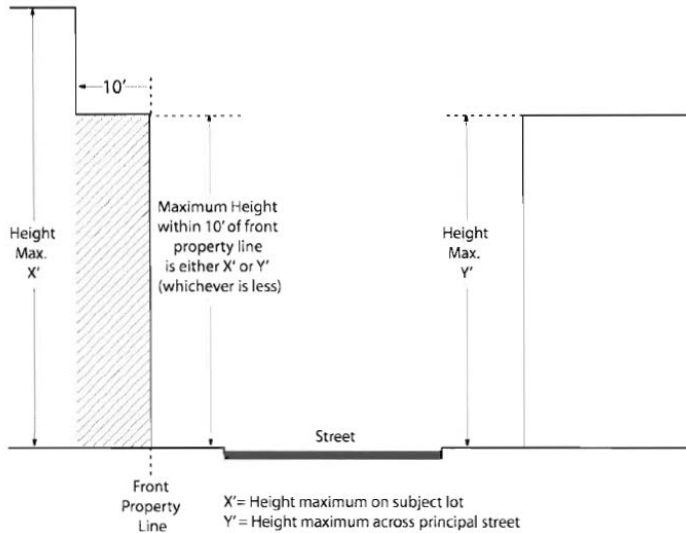 10'
Maximum Height
within 10' of front
property line
is either X' or Y'
(whichever is less)
Height
Max.
X'
Height
Max.
Y'
Street
Front
Property
Line
X'= Height maximum on subject lot
Y'= Height maximum across principal street